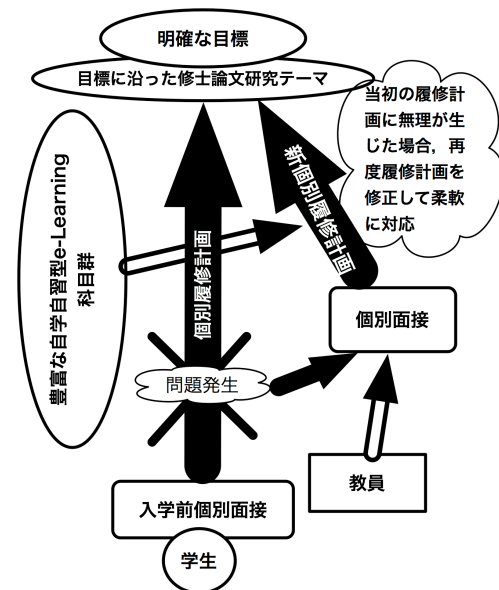 明確な目標
目標に沿った修士論文研究テーマ
当初の履修計
画に無理が生
じた場合，再
度履修計画を
修正して柔軟
に対応
新個別履修計画
豊富な自学自習型e-Learning
科目群
個別履修計画
個別面接
問題発生
教員
入学前個別面接
学生